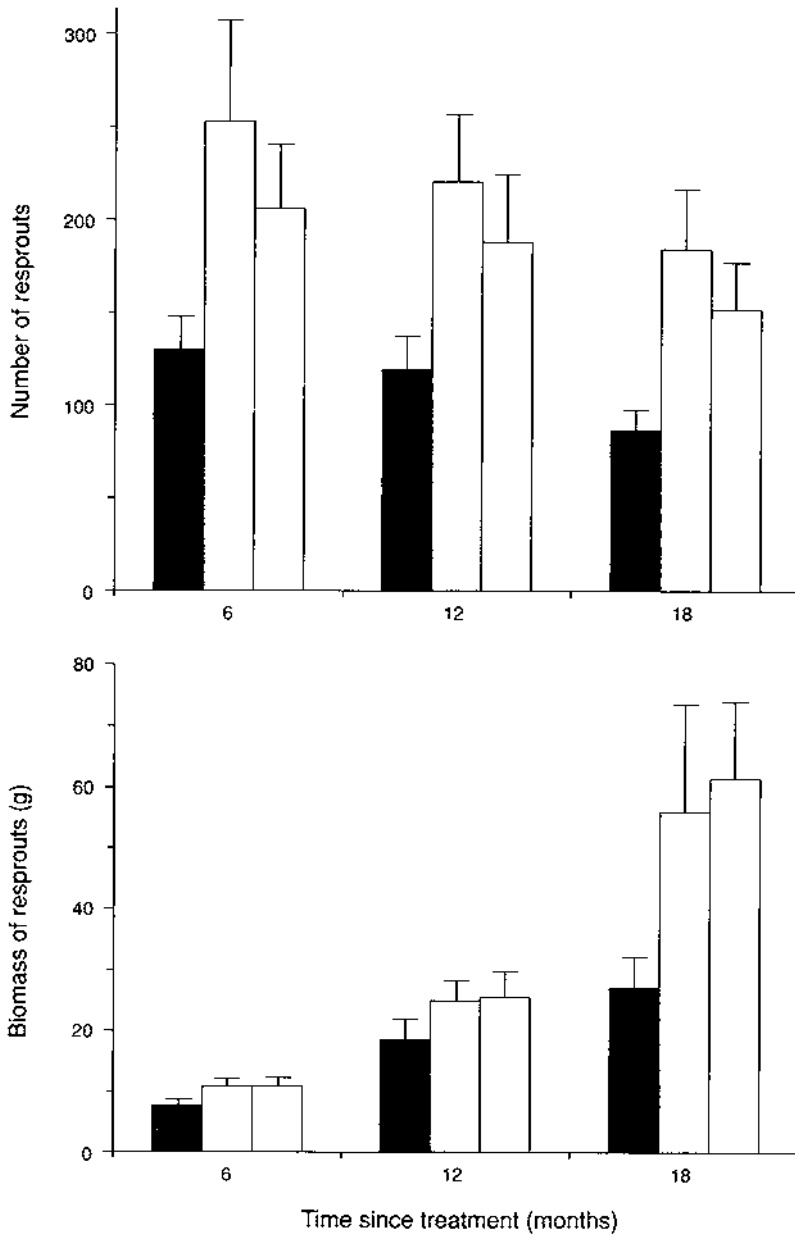 300
200
100
0
Number of resprouts
6 12 18
80
60
40
20
0
Biomass of resprouts (g)
6 12 18
Time since treatment (months)